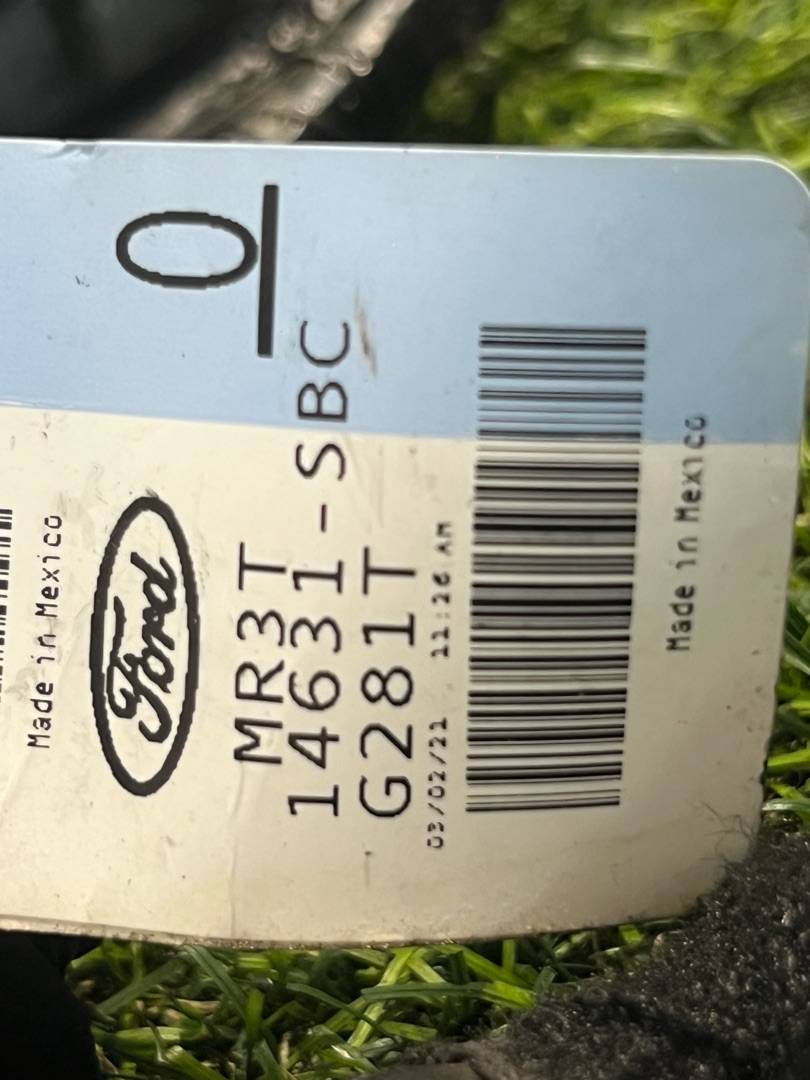 Made in Mexico
0
Ford
MR3T
14631-SBC
G281T
03/02/21 11:26 AM
Made in Mexico